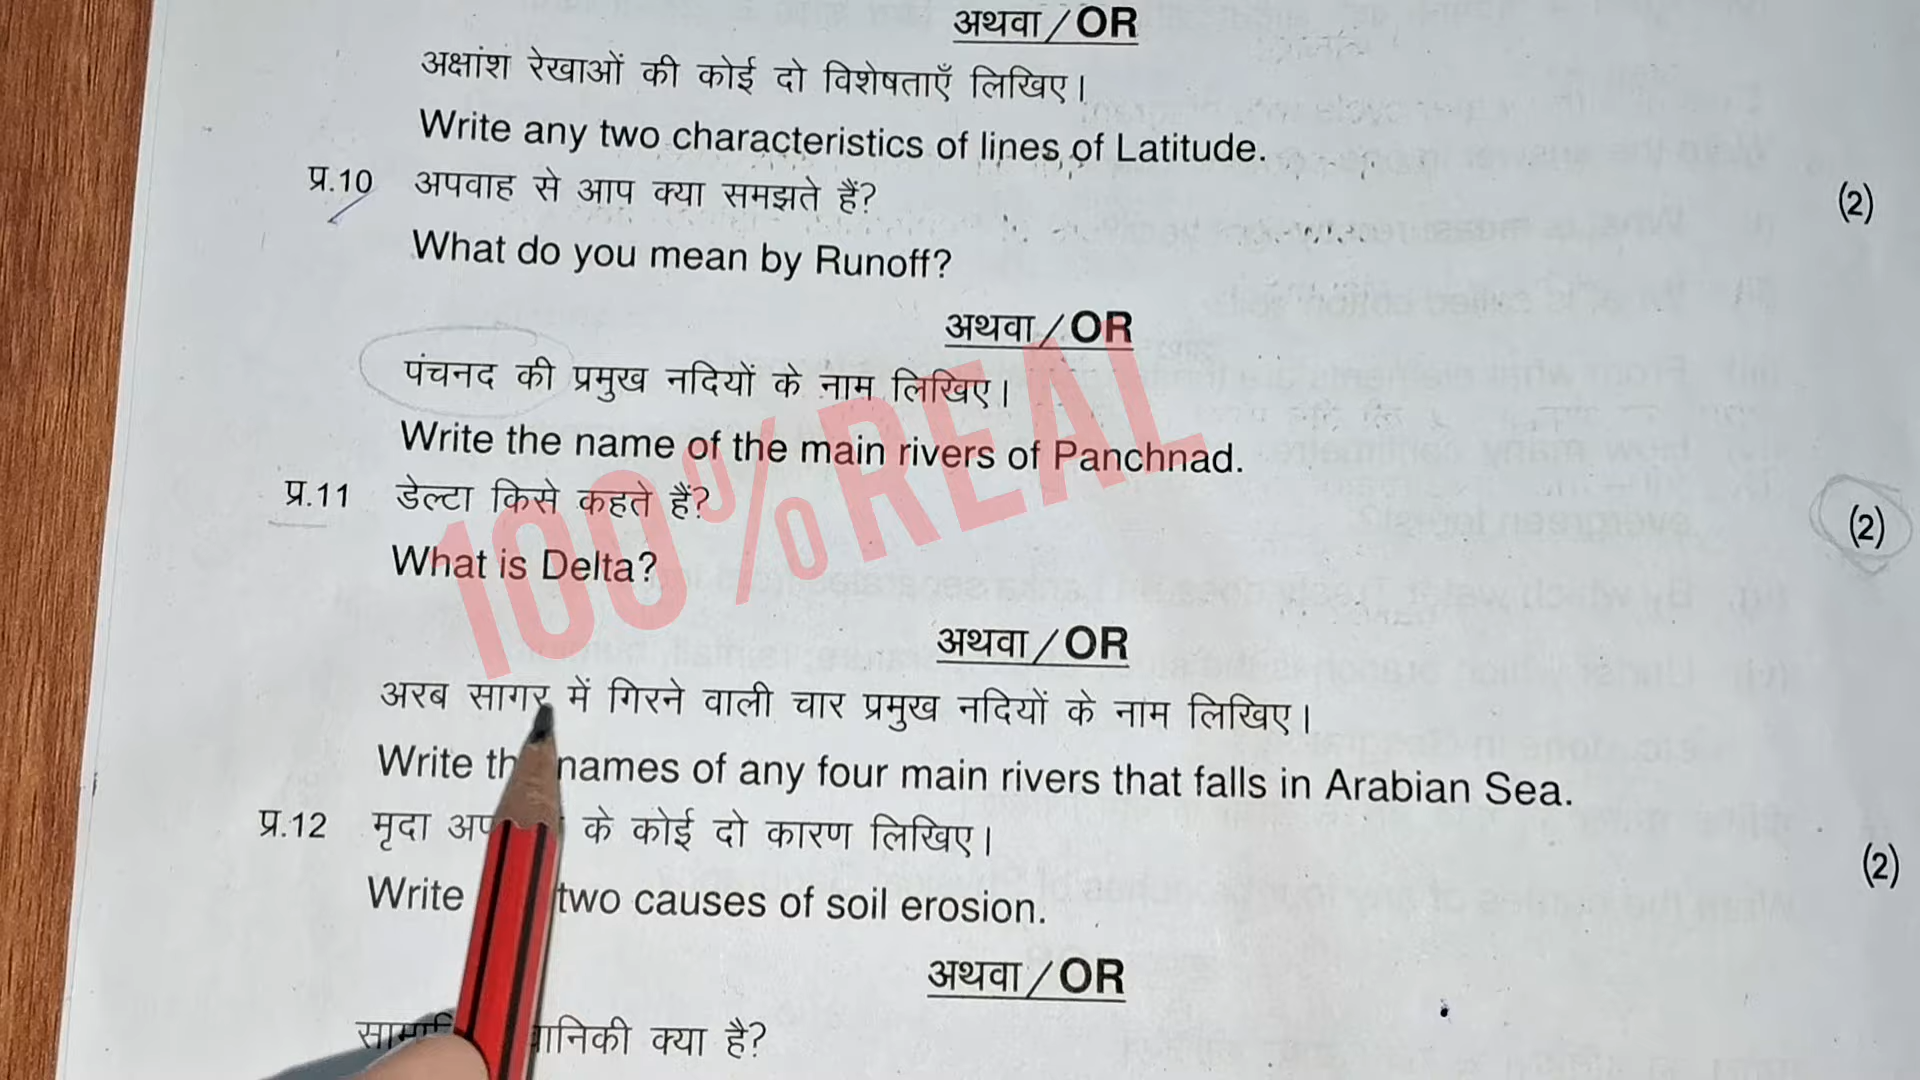 अथवा / OR
अक्षांश रेखाओं की कोई दो विशेषताएँ लिखिए।
Write any two characteristics of lines of Latitude.
प्र.10 अपवाह से आप क्या समझते हैं? (2)
What do you mean by Runoff?
अथवा / OR
पंचनद की प्रमुख नदियों के नाम लिखिए।
Write the name of the main rivers of Panchnad.
प्र.11 डेल्टा किसे कहते हैं? (2)
What is Delta?
100% REAL
अथवा / OR
अरब सागर में गिरने वाली चार प्रमुख नदियों के नाम लिखिए।
Write names of any four main rivers that falls in Arabian Sea.
प्र.12 मृदा के कोई दो कारण लिखिए। (2)
Write two causes of soil erosion.
अथवा / OR
क्या है?